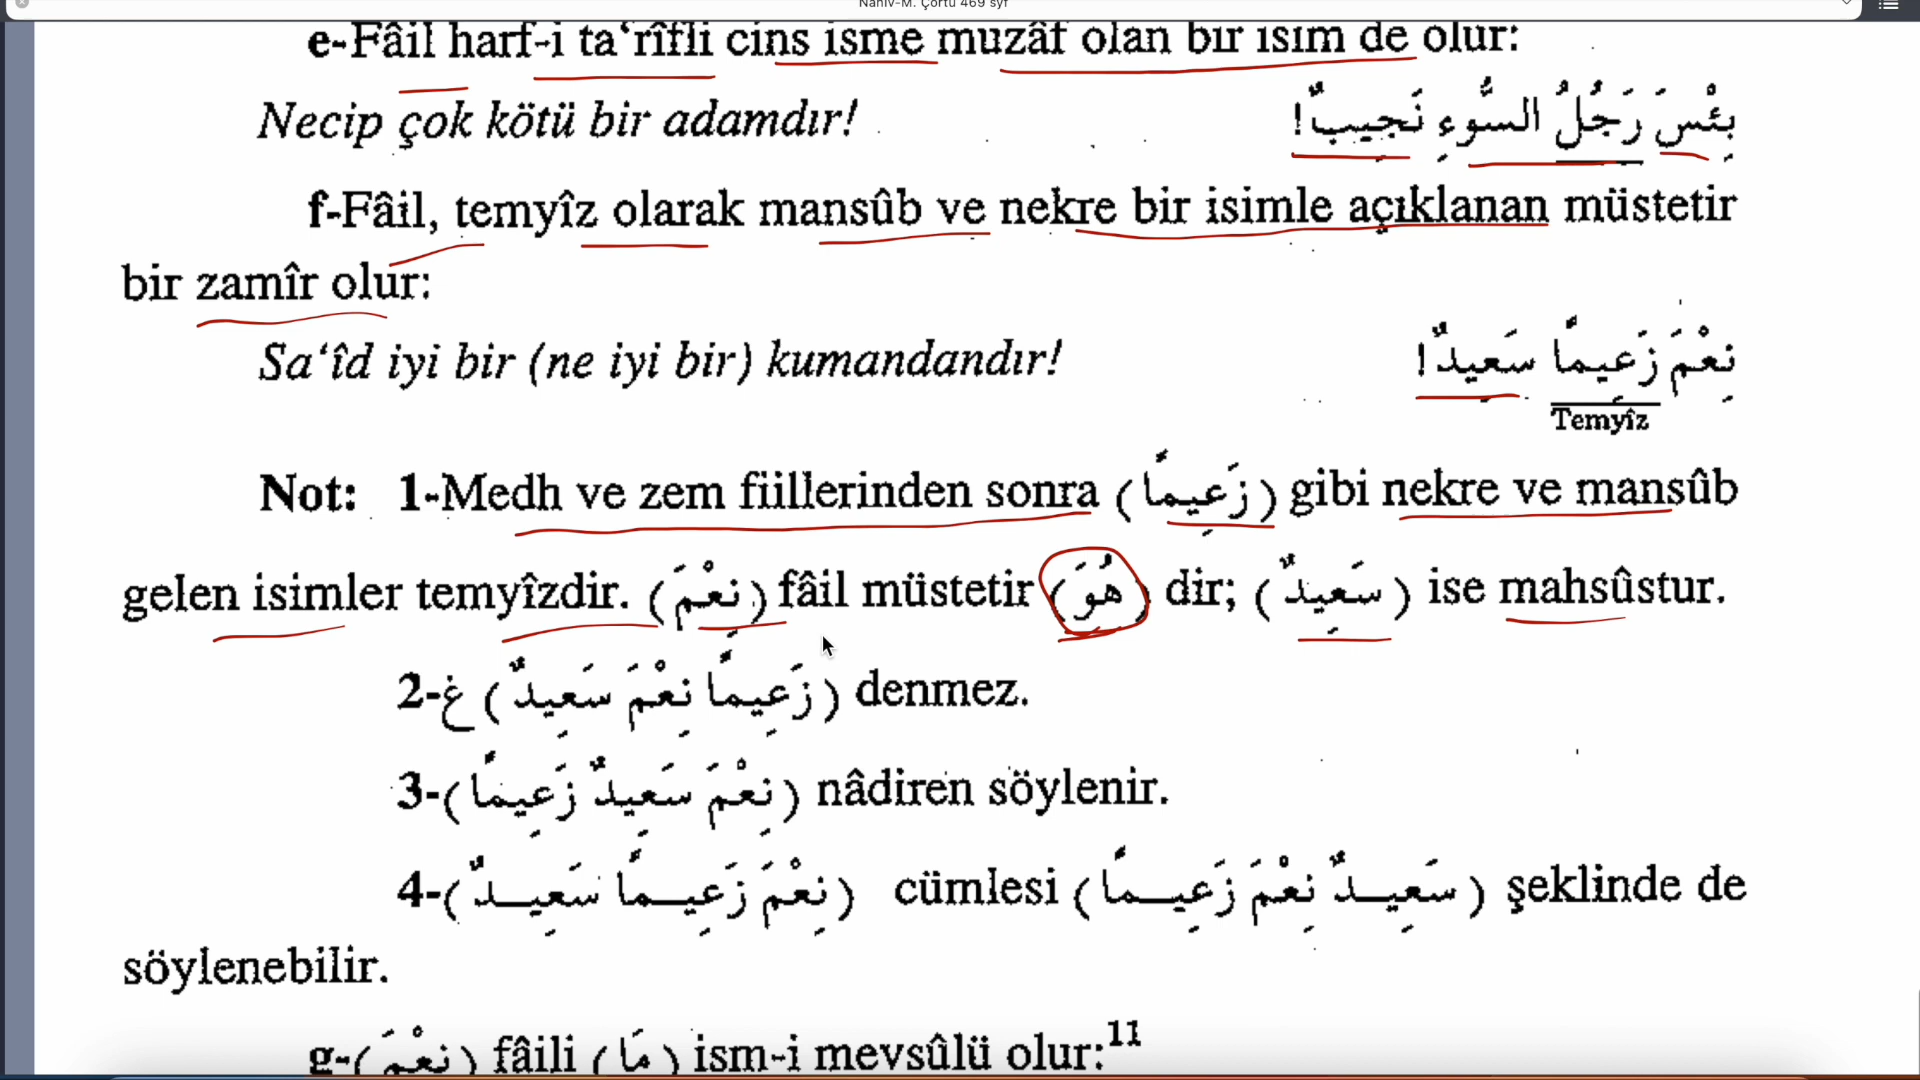 Nahiv-M. Çörtü 469 syf
e-Fâil harf-i ta‘rîfli cins isme muzâf olan bir isim de olur:
Necip çok kötü bir adamdır! بِئْسَ رَجُلُ السُّوءِ نَجِيبٌ!
f-Fâil, temyîz olarak mansûb ve nekre bir isimle açıklanan müstetir
bir zamîr olur:
Sa‘îd iyi bir (ne iyi bir) kumandandır! نِعْمَ زَعِيماً سَعِيدٌ!
Temyîz
Not: 1-Medh ve zem fiillerinden sonra (زَعِيماً) gibi nekre ve mansûb
gelen isimler temyîzdir. (نِعْمَ) fâil müstetir (هُوَ) dir; (سَعِيدٌ) ise mahsûstur.
2-غ (زَعِيماً نِعْمَ سَعِيدٌ) denmez.
3-(نِعْمَ سَعِيدٌ زَعِيماً) nâdiren söylenir.
4-(نِعْمَ زَعِيماً سَعِيدٌ) cümlesi (سَعِيدٌ نِعْمَ زَعِيماً) şeklinde de
söylenebilir.
g-(نِعْمَ) fâili (مَا) ism-i mevsûlü olur:11